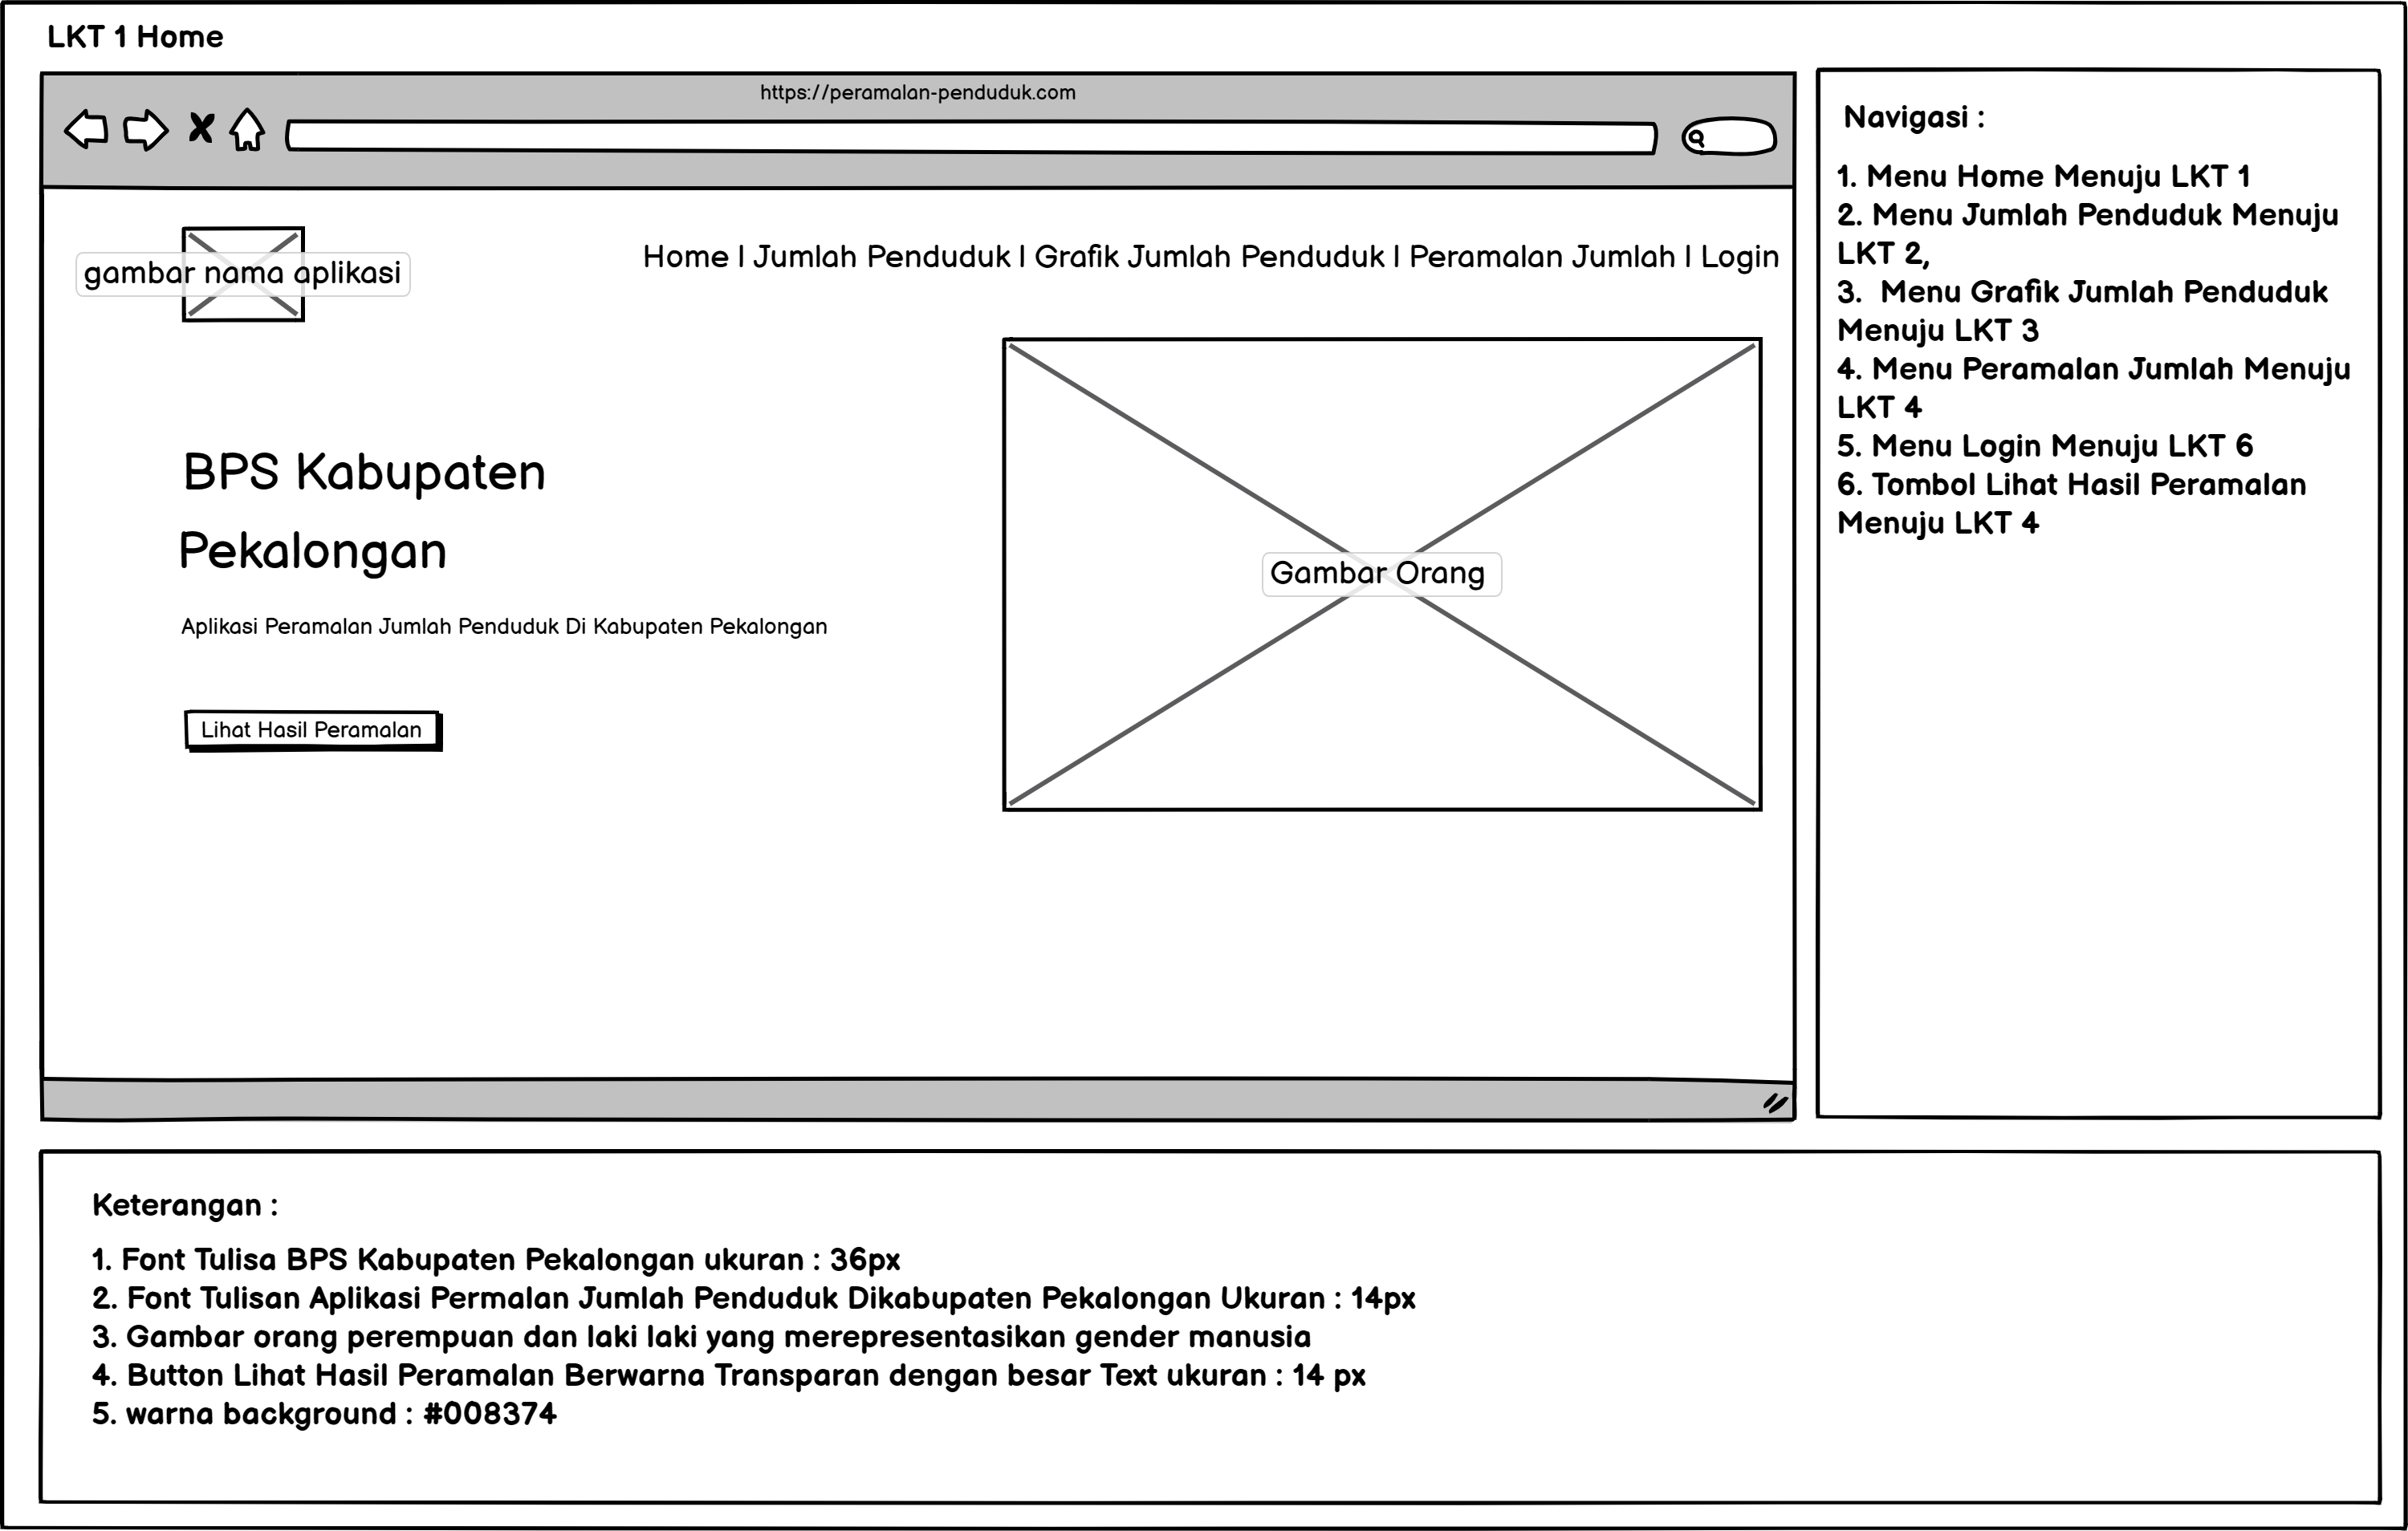 LKT 1 Home
https://peramalan-penduduk.com
gambar nama aplikasi
Home | Jumlah Penduduk | Grafik Jumlah Penduduk | Peramalan Jumlah | Login
BPS Kabupaten
Pekalongan
Aplikasi Peramalan Jumlah Penduduk Di Kabupaten Pekalongan
Lihat Hasil Peramalan
Gambar Orang
Navigasi :
1. Menu Home Menuju LKT 1
2. Menu Jumlah Penduduk Menuju
LKT 2,
3. Menu Grafik Jumlah Penduduk
Menuju LKT 3
4. Menu Peramalan Jumlah Menuju
LKT 4
5. Menu Login Menuju LKT 6
6. Tombol Lihat Hasil Peramalan
Menuju LKT 4
Keterangan :
1. Font Tulisa BPS Kabupaten Pekalongan ukuran : 36px
2. Font Tulisan Aplikasi Permalan Jumlah Penduduk Dikabupaten Pekalongan Ukuran : 14px
3. Gambar orang perempuan dan laki laki yang merepresentasikan gender manusia
4. Button Lihat Hasil Peramalan Berwarna Transparan dengan besar Text ukuran : 14 px
5. warna background : #008374